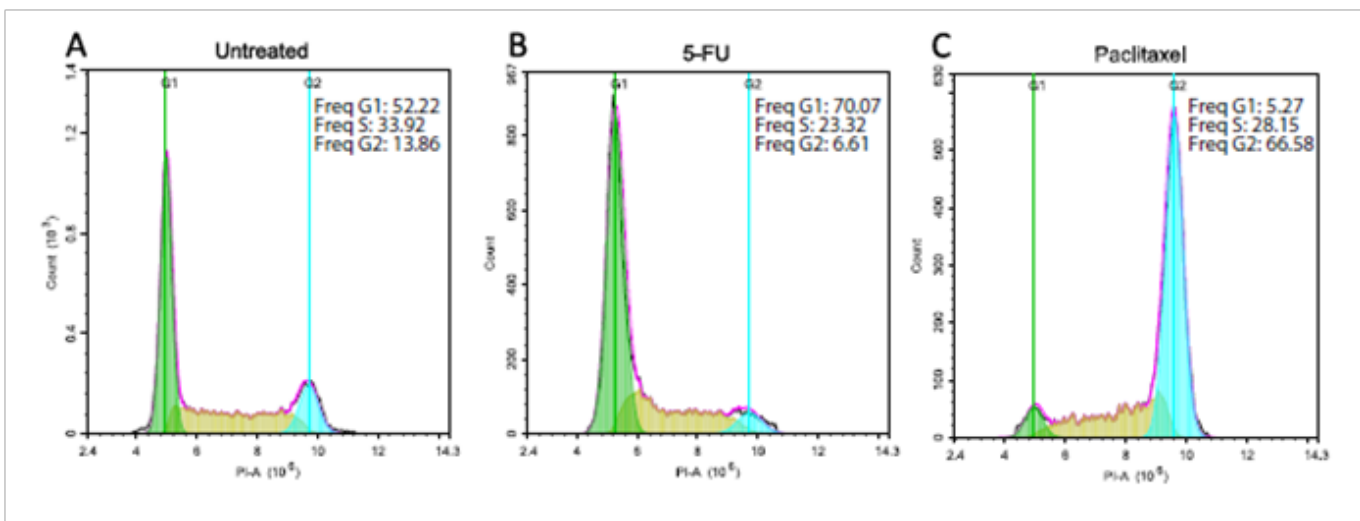 A
Untreated
G1
G2
Freq G1: 52.22
Freq S: 33.92
Freq G2: 13.86
Count (10³)
1.4
1.2
0.8
0.4
0
2.4
4
6
8
10
12
14.3
PI-A (10⁶)
B
5-FU
G1
G2
Freq G1: 70.07
Freq S: 23.32
Freq G2: 6.61
Count
967
800
600
400
200
0
2.4
4
6
8
10
12
14.3
C
Paclitaxel
G1
G2
Freq G1: 5.27
Freq S: 28.15
Freq G2: 66.58
Count
630
500
400
300
200
100
0
2.4
4
6
8
10
12
14.3